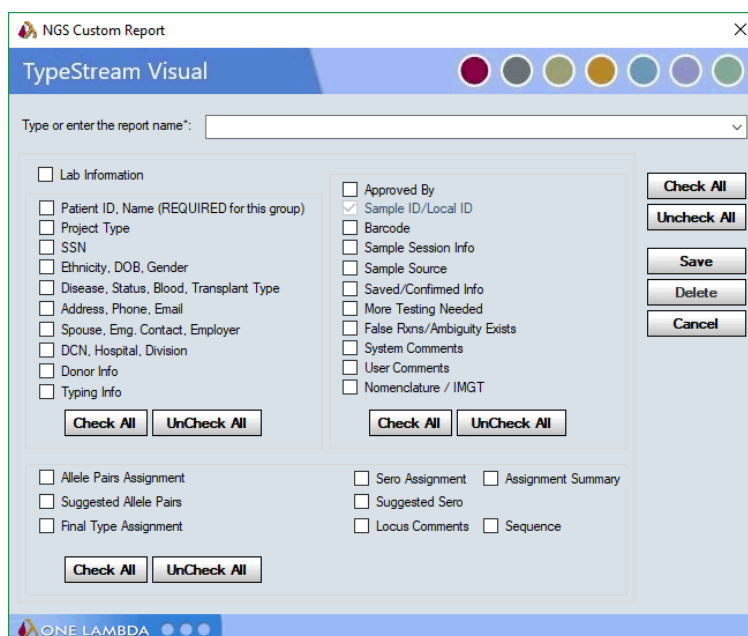 NGS Custom Report
TypeStream Visual
Type or enter the report name*:
Lab Information
Patient ID, Name (REQUIRED for this group)
Project Type
SSN
Ethnicity, DOB, Gender
Disease, Status, Blood, Transplant Type
Address, Phone, Email
Spouse, Emg. Contact, Employer
DCN, Hospital, Division
Donor Info
Typing Info
Check All UnCheck All
Approved By
Sample ID/Local ID
Barcode
Sample Session Info
Sample Source
Saved/Confirmed Info
More Testing Needed
False Rxns/Ambiguity Exists
System Comments
User Comments
Nomenclature / IMGT
Check All UnCheck All
Check All
Uncheck All
Save
Delete
Cancel
Allele Pairs Assignment
Suggested Allele Pairs
Final Type Assignment
Sero Assignment Assignment Summary
Suggested Sero
Locus Comments Sequence
Check All UnCheck All
ONE LAMBDA